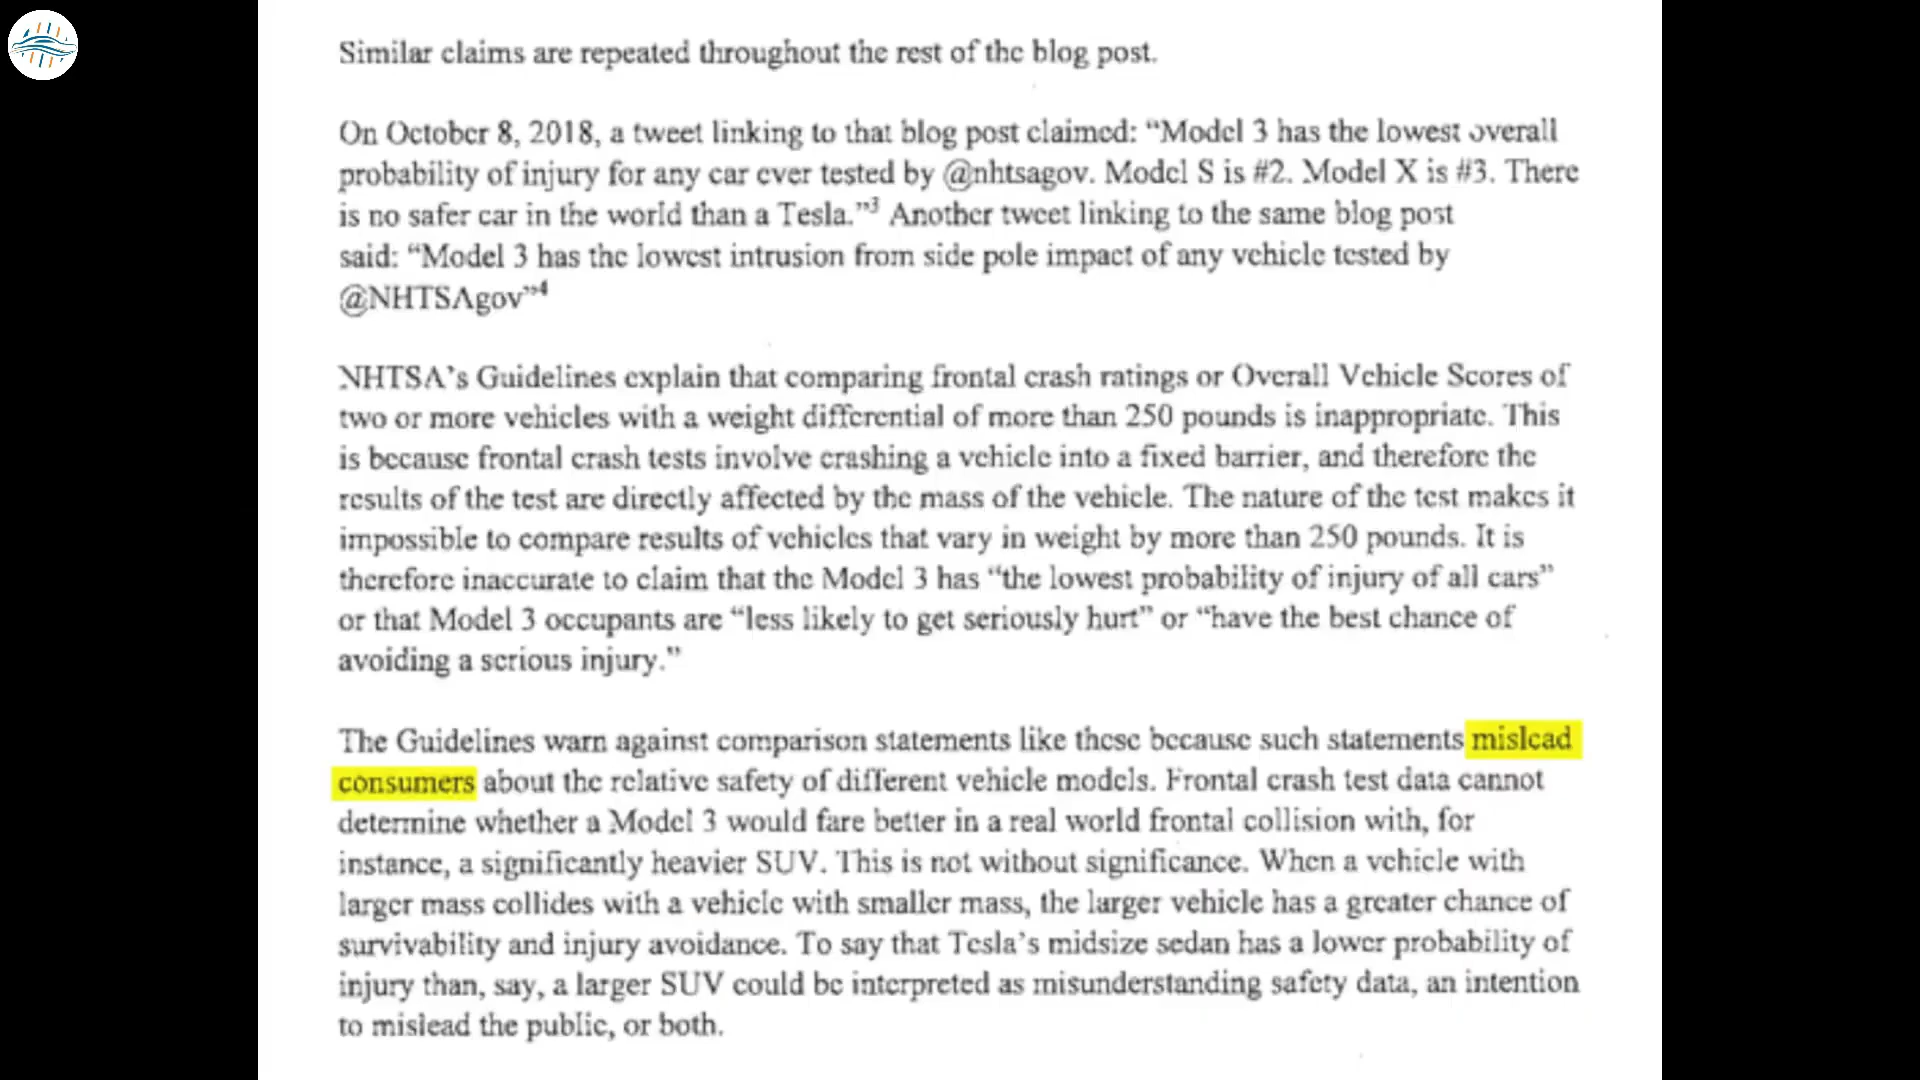 Similar claims are repeated throughout the rest of the blog post.
On October 8, 2018, a tweet linking to that blog post claimed: “Model 3 has the lowest overall
probability of injury for any car ever tested by @nhtsagov. Model S is #2. Model X is #3. There
is no safer car in the world than a Tesla.”3 Another tweet linking to the same blog post
said: “Model 3 has the lowest intrusion from side pole impact of any vehicle tested by
@NHTSAgov”4
NHTSA’s Guidelines explain that comparing frontal crash ratings or Overall Vehicle Scores of
two or more vehicles with a weight differential of more than 250 pounds is inappropriate. This
is because frontal crash tests involve crashing a vehicle into a fixed barrier, and therefore the
results of the test are directly affected by the mass of the vehicle. The nature of the test makes it
impossible to compare results of vehicles that vary in weight by more than 250 pounds. It is
therefore inaccurate to claim that the Model 3 has “the lowest probability of injury of all cars”
or that Model 3 occupants are “less likely to get seriously hurt” or “have the best chance of
avoiding a serious injury.”
The Guidelines warn against comparison statements like these because such statements mislead
consumers about the relative safety of different vehicle models. Frontal crash test data cannot
determine whether a Model 3 would fare better in a real world frontal collision with, for
instance, a significantly heavier SUV. This is not without significance. When a vehicle with
larger mass collides with a vehicle with smaller mass, the larger vehicle has a greater chance of
survivability and injury avoidance. To say that Tesla’s midsize sedan has a lower probability of
injury than, say, a larger SUV could be interpreted as misunderstanding safety data, an intention
to mislead the public, or both.